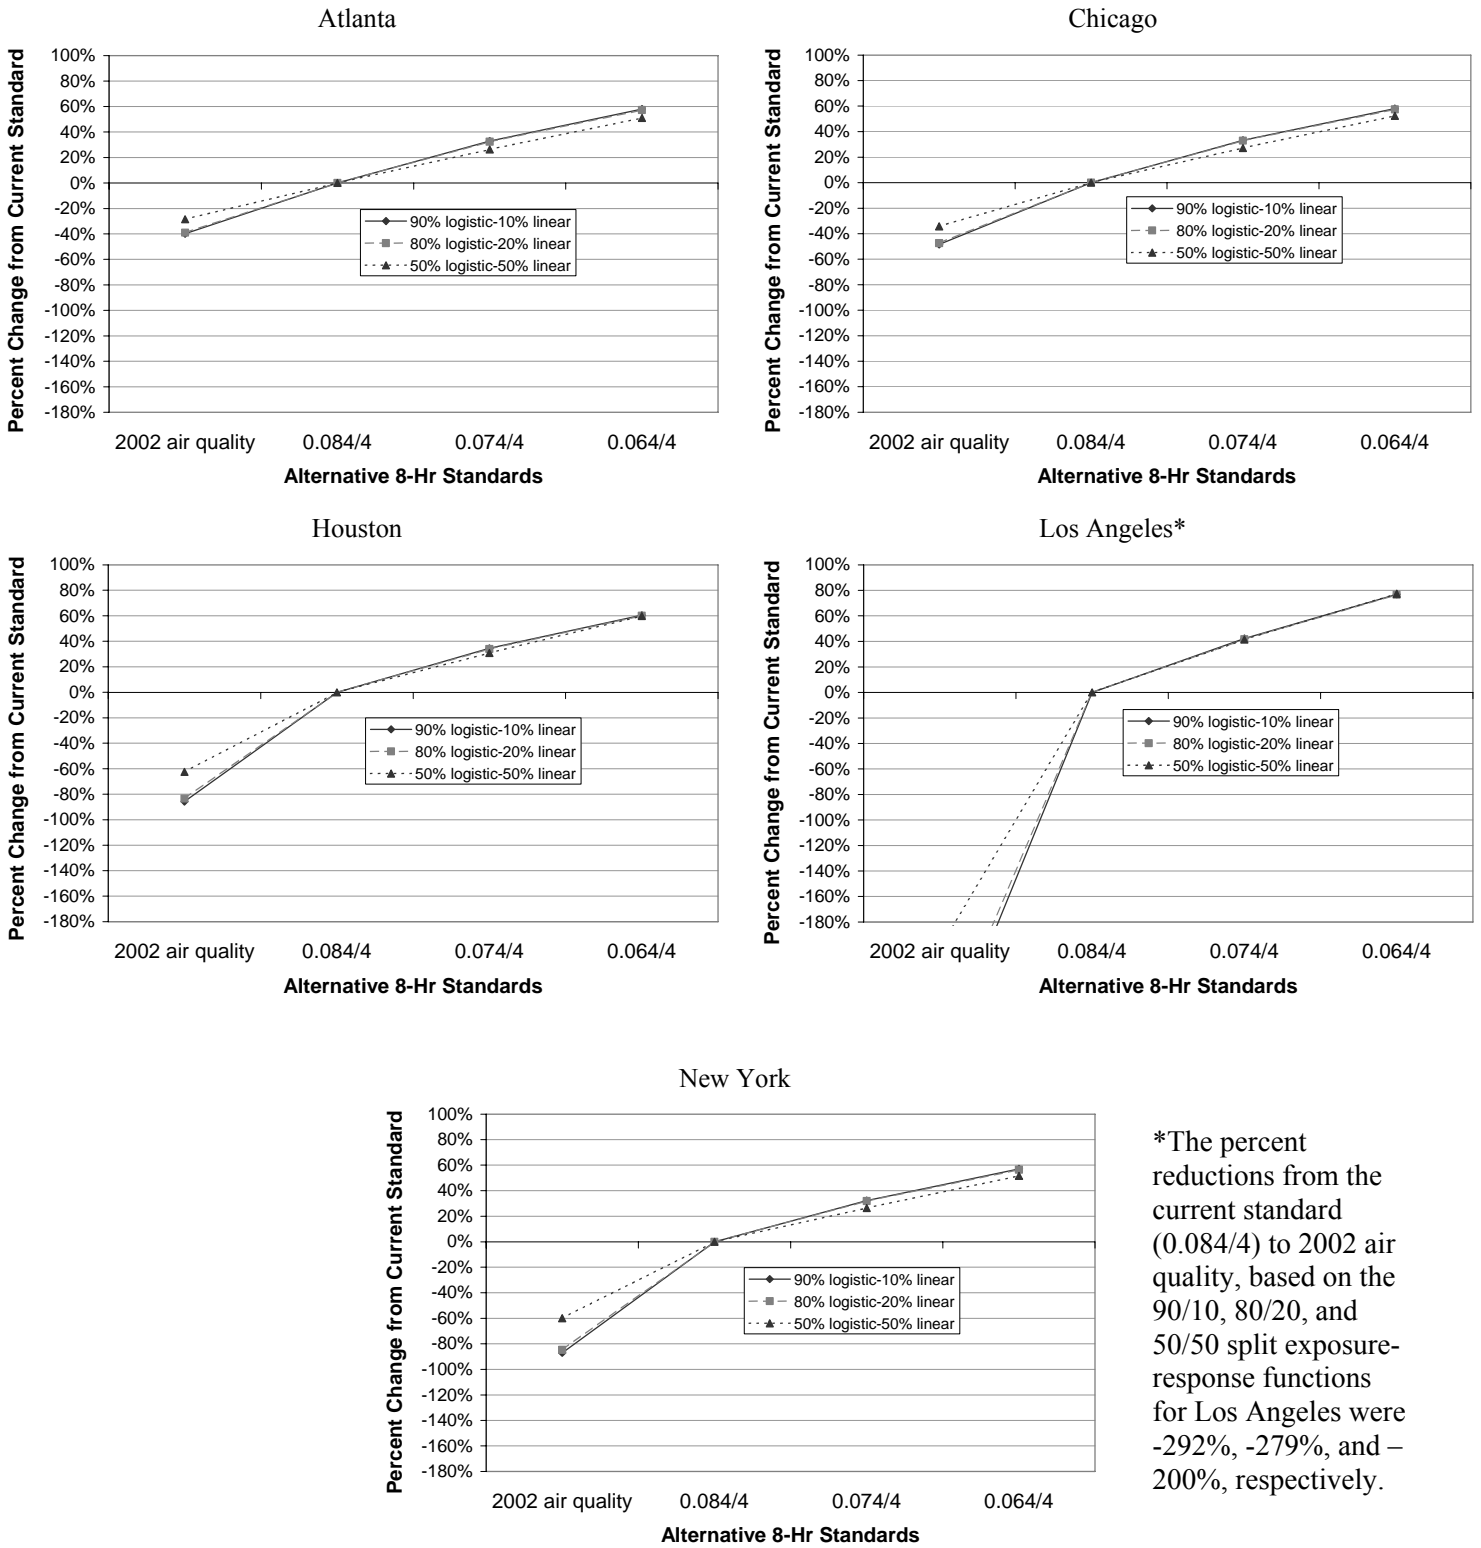 Atlanta
Percent Change from Current Standard
100%
80%
60%
40%
20%
0%
-20%
-40%
-60%
-80%
-100%
-120%
-140%
-160%
-180%
90% logistic-10% linear
80% logistic-20% linear
50% logistic-50% linear
2002 air quality 0.084/4 0.074/4 0.064/4
Alternative 8-Hr Standards
Chicago
Percent Change from Current Standard
100%
80%
60%
40%
20%
0%
-20%
-40%
-60%
-80%
-100%
-120%
-140%
-160%
-180%
90% logistic-10% linear
80% logistic-20% linear
50% logistic-50% linear
2002 air quality 0.084/4 0.074/4 0.064/4
Alternative 8-Hr Standards
Houston
Percent Change from Current Standard
100%
80%
60%
40%
20%
0%
-20%
-40%
-60%
-80%
-100%
-120%
-140%
-160%
-180%
90% logistic-10% linear
80% logistic-20% linear
50% logistic-50% linear
2002 air quality 0.084/4 0.074/4 0.064/4
Alternative 8-Hr Standards
Los Angeles*
Percent Change from Current Standard
100%
80%
60%
40%
20%
0%
-20%
-40%
-60%
-80%
-100%
-120%
-140%
-160%
-180%
90% logistic-10% linear
80% logistic-20% linear
50% logistic-50% linear
2002 air quality 0.084/4 0.074/4 0.064/4
Alternative 8-Hr Standards
New York
Percent Change from Current Standard
100%
80%
60%
40%
20%
0%
-20%
-40%
-60%
-80%
-100%
-120%
-140%
-160%
-180%
90% logistic-10% linear
80% logistic-20% linear
50% logistic-50% linear
2002 air quality 0.084/4 0.074/4 0.064/4
Alternative 8-Hr Standards
*The percent
reductions from the
current standard
(0.084/4) to 2002 air
quality, based on the
90/10, 80/20, and
50/50 split exposure-
response functions
for Los Angeles were
-292%, -279%, and –
200%, respectively.